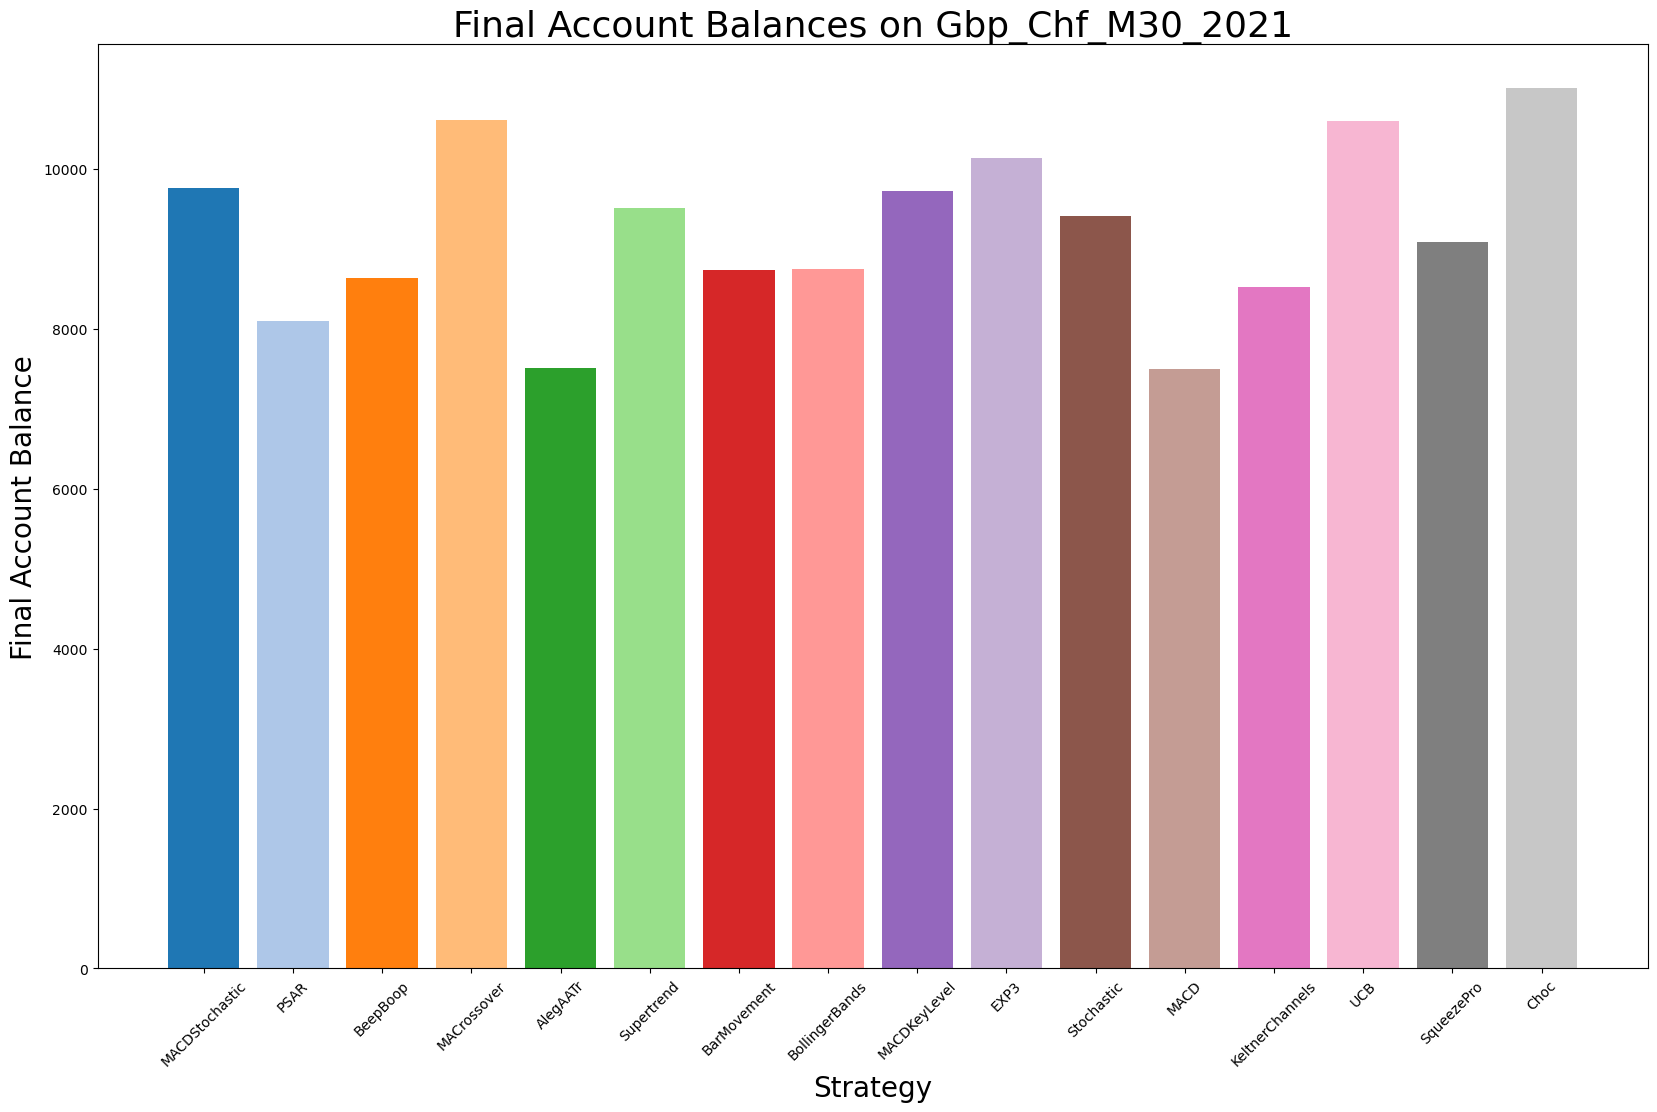 Final Account Balances on Gbp_Chf_M30_2021
Final Account Balance
10000
8000
6000
4000
2000
0
MACDStochastic
PSAR
BeepBoop
MACrossover
AlegAATr
Supertrend
BarMovement
BollingerBands
MACDKeyLevel
EXP3
Stochastic
MACD
KeltnerChannels
UCB
SqueezePro
Choc
Strategy